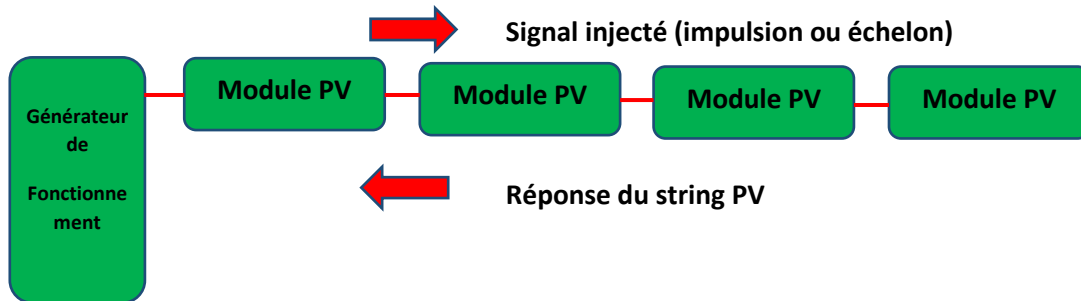 Signal injecté (impulsion ou échelon)
Module PV
Module PV
Module PV
Module PV
Générateur
de
Fonctionne
ment
Réponse du string PV